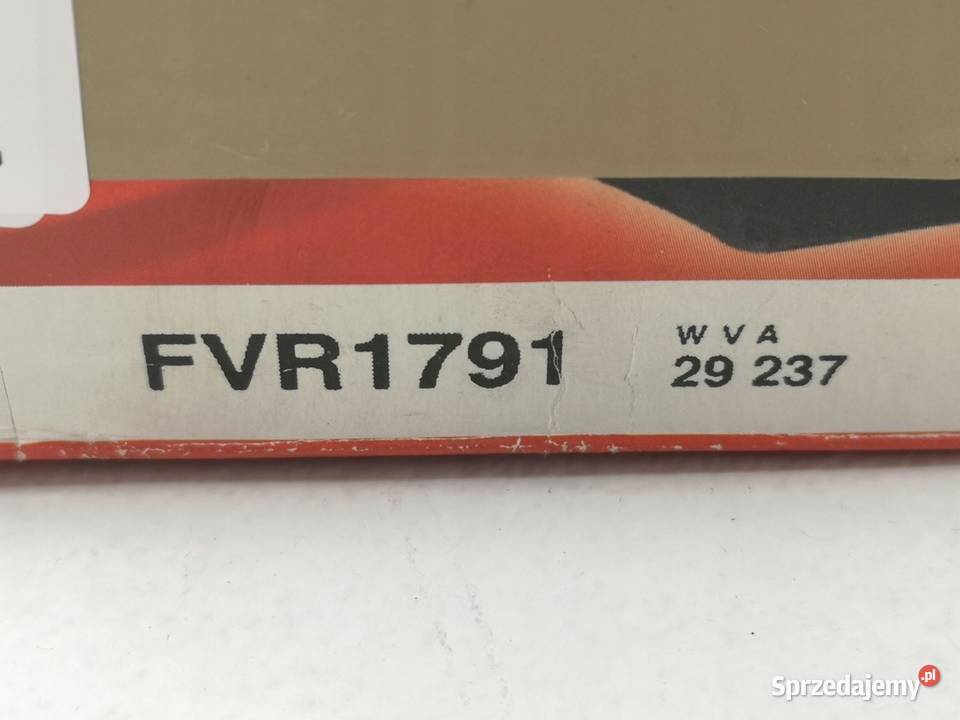 FVR1791
W V A
29 237
Sprzedajemy.pl